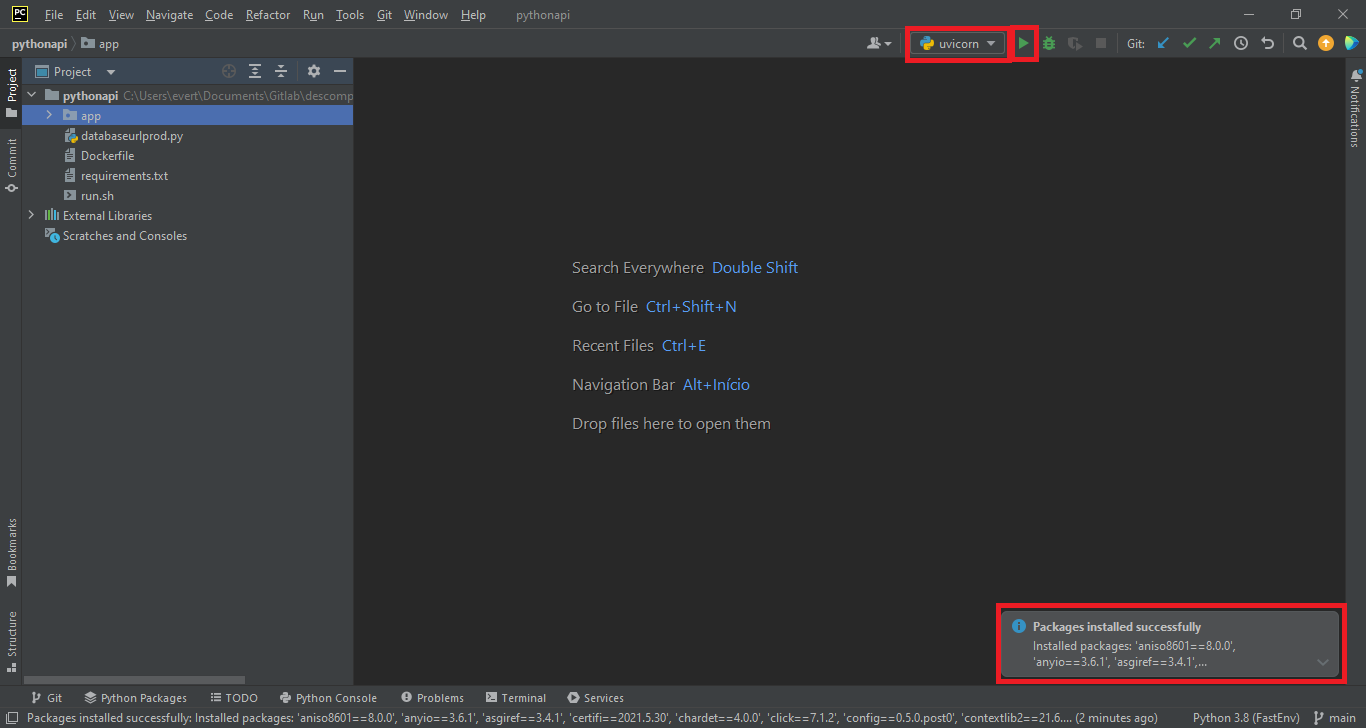 PC File Edit View Navigate Code Refactor Run Tools Git Window Help pythonapi
pythonapi app uvicorn Git:
Project
Project
pythonapi C:\Users\evert\Documents\Gitlab\descomp
app
databaseurlprod.py
Dockerfile
requirements.txt
run.sh
External Libraries
Scratches and Consoles
Commit
Bookmarks
Structure
Notifications
Search Everywhere Double Shift
Go to File Ctrl+Shift+N
Recent Files Ctrl+E
Navigation Bar Alt+Início
Drop files here to open them
Packages installed successfully
Installed packages: 'aniso8601==8.0.0',
'anyio==3.6.1', 'asgiref==3.4.1',...
Git Python Packages TODO Python Console Problems Terminal Services
Packages installed successfully: Installed packages: 'aniso8601==8.0.0', 'anyio==3.6.1', 'asgiref==3.4.1', 'certifi==2021.5.30', 'chardet==4.0.0', 'click==7.1.2', 'config==0.5.0.post0', 'contextlib2==21.6.... (2 minutes ago) Python 3.8 (FastEnv) main